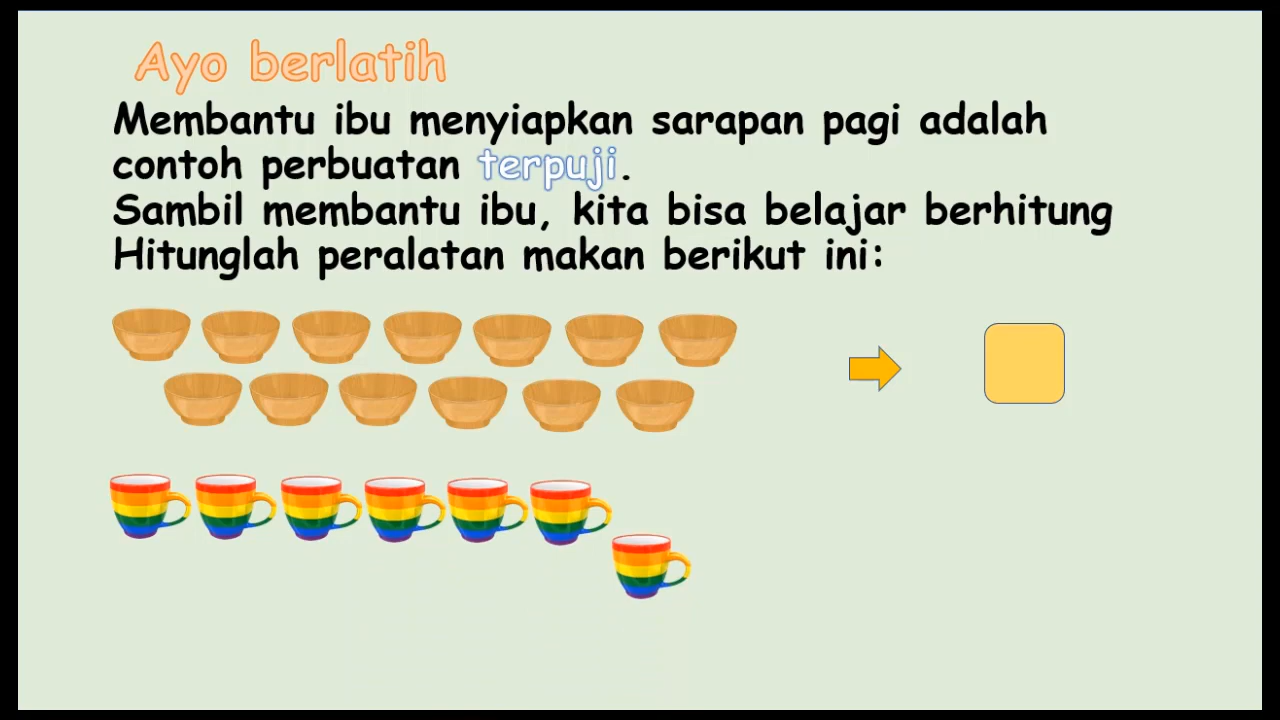 Ayo berlatih
Membantu ibu menyiapkan sarapan pagi adalah
contoh perbuatan terpuji.
Sambil membantu ibu, kita bisa belajar berhitung
Hitunglah peralatan makan berikut ini: